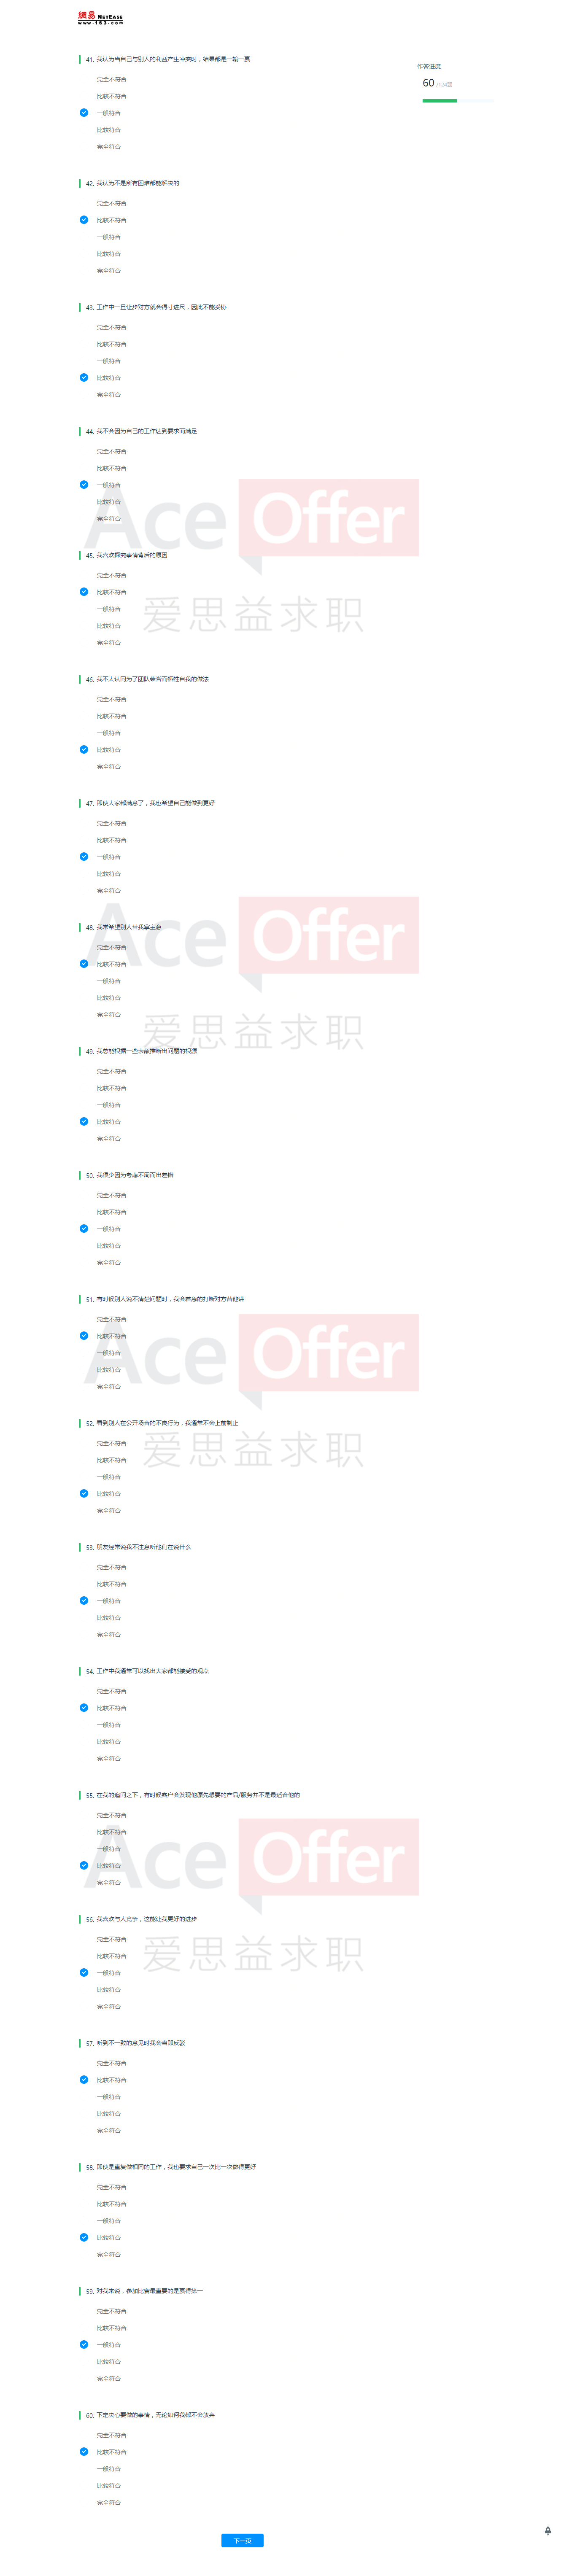 網易 NETEASE
www.163.com
作答进度
60 /124题
41. 我认为当自己与别人的利益产生冲突时，结果都是一输一赢
完全不符合
比较不符合
一般符合
比较符合
完全符合
42. 我认为不是所有困难都能解决的
完全不符合
比较不符合
一般符合
比较符合
完全符合
43. 工作中一旦让步对方就会得寸进尺，因此不能妥协
完全不符合
比较不符合
一般符合
比较符合
完全符合
44. 我不会因为自己的工作达到要求而满足
完全不符合
比较不符合
一般符合
比较符合
完全符合
Ace Offer
爱思益求职
45. 我喜欢探究事情背后的原因
完全不符合
比较不符合
一般符合
比较符合
完全符合
46. 我不太认同为了团队荣誉而牺牲自我的做法
完全不符合
比较不符合
一般符合
比较符合
完全符合
47. 即使大家都满意了，我也希望自己能做到更好
完全不符合
比较不符合
一般符合
比较符合
完全符合
Ace Offer
爱思益求职
48. 我常希望别人替我拿主意
完全不符合
比较不符合
一般符合
比较符合
完全符合
49. 我总能根据一些表象推断出问题的根源
完全不符合
比较不符合
一般符合
比较符合
完全符合
50. 我很少因为考虑不周而出差错
完全不符合
比较不符合
一般符合
比较符合
完全符合
51. 有时候别人说不清楚问题时，我会着急的打断对方替他讲
完全不符合
比较不符合
一般符合
比较符合
完全符合
Ace Offer
爱思益求职
52. 看到别人在公开场合的不良行为，我通常不会上前制止
完全不符合
比较不符合
一般符合
比较符合
完全符合
53. 朋友经常说我不注意听他们在说什么
完全不符合
比较不符合
一般符合
比较符合
完全符合
54. 工作中我通常可以找出大家都能接受的观点
完全不符合
比较不符合
一般符合
比较符合
完全符合
55. 在我的追问之下，有时候客户会发现他原先想要的产品/服务并不是最适合他的
完全不符合
比较不符合
一般符合
比较符合
完全符合
Ace Offer
爱思益求职
56. 我喜欢与人竞争，这能让我更好的进步
完全不符合
比较不符合
一般符合
比较符合
完全符合
57. 听到不一致的意见时我会当即反驳
完全不符合
比较不符合
一般符合
比较符合
完全符合
58. 即使是重复做相同的工作，我也要求自己一次比一次做得更好
完全不符合
比较不符合
一般符合
比较符合
完全符合
59. 对我来说，参加比赛最重要的是赢得第一
完全不符合
比较不符合
一般符合
比较符合
完全符合
60. 下定决心要做的事情，无论如何我都不会放弃
完全不符合
比较不符合
一般符合
比较符合
完全符合
下一页